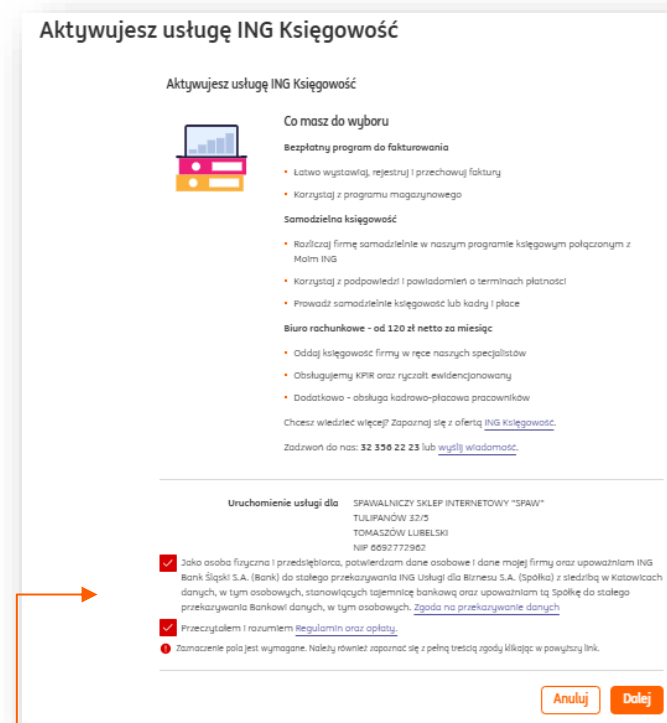 Aktywujesz usługę ING Księgowość
Aktywujesz usługę ING Księgowość
Co masz do wyboru
Bezpłatny program do fakturowania
• Łatwo wystawiaj, rejestruj i przechowuj faktury
• Korzystaj z programu magazynowego
Samodzielna księgowość
• Rozliczaj firmę samodzielnie w naszym programie księgowym połączonym z
Moim ING
• Korzystaj z podpowiedzi i powiadomień o terminach płatności
• Prowadź samodzielnie księgowość lub kadry i płace
Biuro rachunkowe - od 120 zł netto za miesiąc
• Oddaj księgowość firmy w ręce naszych specjalistów
• Obsługujemy KPIR oraz ryczałt ewidencjonowany
• Dodatkowo - obsługa kadrowo-płacowa pracowników
Chcesz wiedzieć więcej? Zapoznaj się z ofertą ING Księgowość.
Zadzwoń do nas: 32 356 22 23 lub wyślij wiadomość.
Uruchomienie usługi dla SPAWALNICZY SKLEP INTERNETOWY "SPAW"
TULIPANÓW 32/5
TOMASZÓW LUBELSKI
NIP 6692772962
Jako osoba fizyczna i przedsiębiorca, potwierdzam dane osobowe i dane mojej firmy oraz upoważniam ING
Bank Śląski S.A. (Bank) do stałego przekazywania ING Usługi dla Biznesu S.A. (Spółka) z siedzibą w Katowicach
danych, w tym osobowych, stanowiących tajemnicę bankową oraz upoważniam tą Spółkę do stałego
przekazywania Bankowi danych, w tym osobowych. Zgoda na przekazywanie danych
Przeczytałem i rozumiem Regulamin oraz opłaty.
Zaznaczenie pola jest wymagane. Należy również zapoznać się z pełną treścią zgody klikając w powyższy link.
Anuluj Dalej